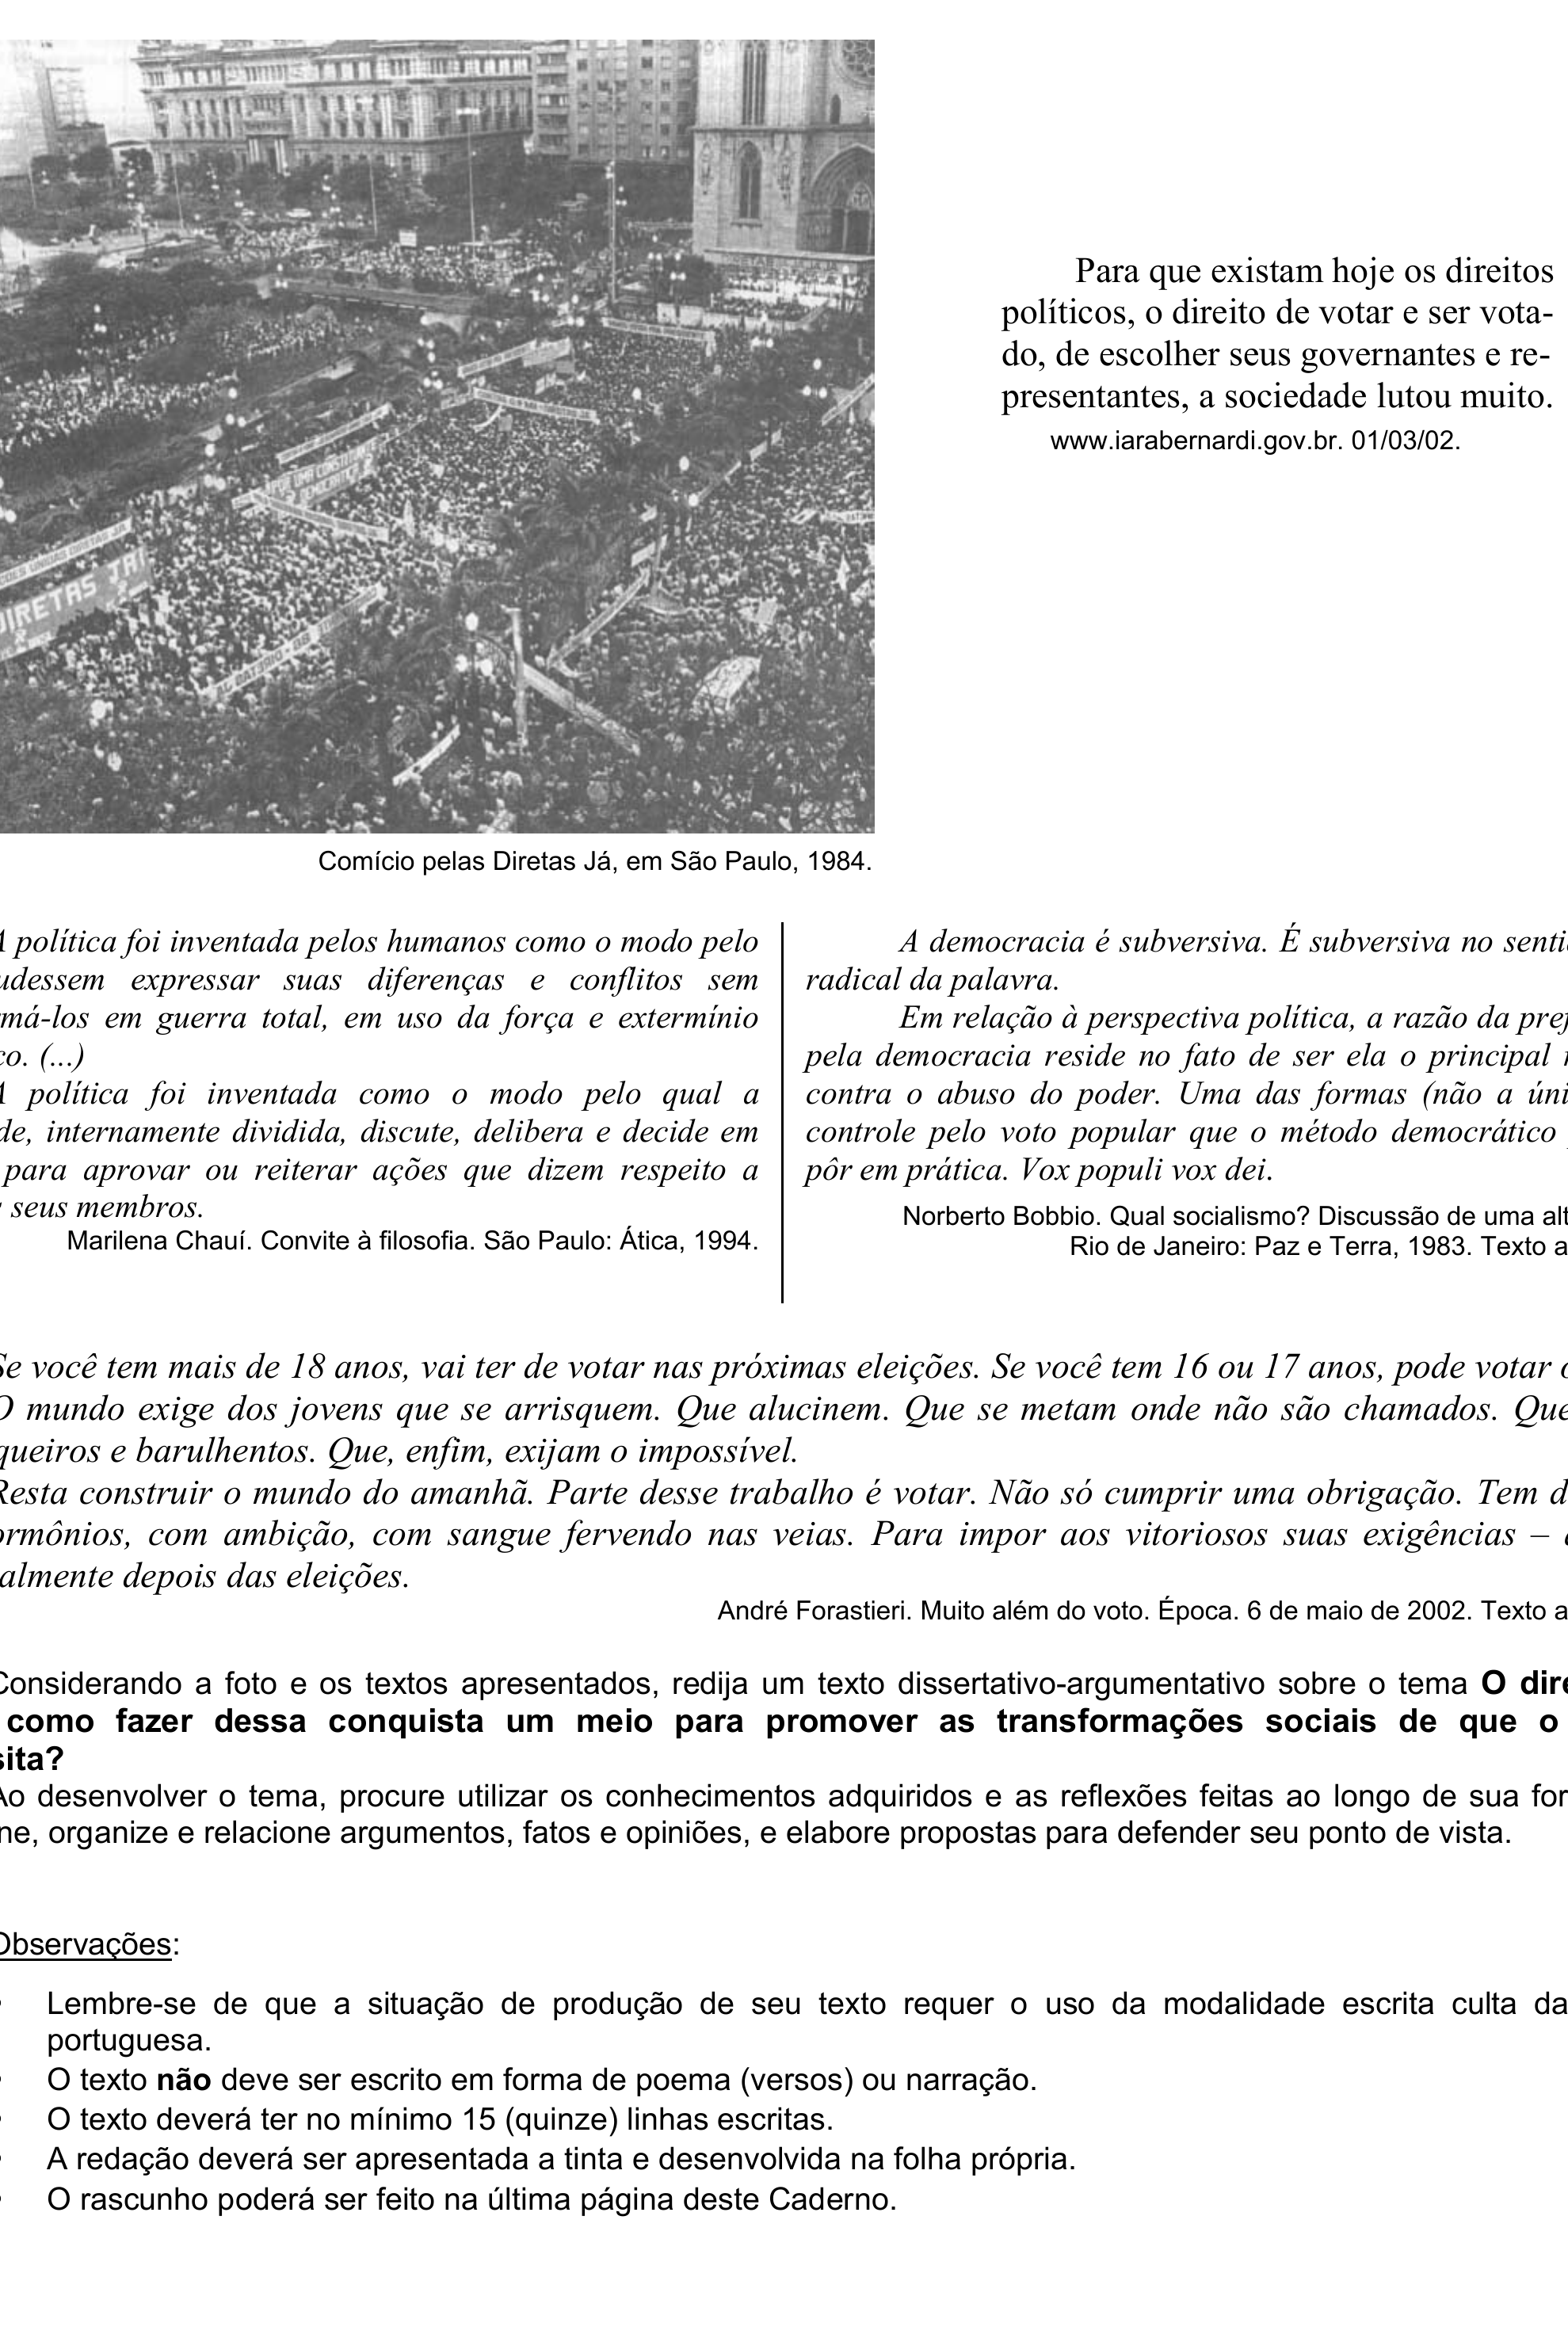 DIRETAS JÁ!
Para que existam hoje os direitos
políticos, o direito de votar e ser vota-
do, de escolher seus governantes e re-
presentantes, a sociedade lutou muito.
www.iarabernardi.gov.br. 01/03/02.
Comício pelas Diretas Já, em São Paulo, 1984.
A política foi inventada pelos humanos como o modo pelo
udessem expressar suas diferenças e conflitos sem
rmá-los em guerra total, em uso da força e extermínio
co. (...)
A política foi inventada como o modo pelo qual a
de, internamente dividida, discute, delibera e decide em
para aprovar ou reiterar ações que dizem respeito a
s seus membros.
Marilena Chauí. Convite à filosofia. São Paulo: Ática, 1994.
A democracia é subversiva. É subversiva no senti
radical da palavra.
Em relação à perspectiva política, a razão da pref
pela democracia reside no fato de ser ela o principal
contra o abuso do poder. Uma das formas (não a úni
controle pelo voto popular que o método democrático
pôr em prática. Vox populi vox dei.
Norberto Bobbio. Qual socialismo? Discussão de uma alt
Rio de Janeiro: Paz e Terra, 1983. Texto a
Se você tem mais de 18 anos, vai ter de votar nas próximas eleições. Se você tem 16 ou 17 anos, pode votar o
O mundo exige dos jovens que se arrisquem. Que alucinem. Que se metam onde não são chamados. Que
queiros e barulhentos. Que, enfim, exijam o impossível.
Resta construir o mundo do amanhã. Parte desse trabalho é votar. Não só cumprir uma obrigação. Tem d
ormônios, com ambição, com sangue fervendo nas veias. Para impor aos vitoriosos suas exigências –
almente depois das eleições.
André Forastieri. Muito além do voto. Época. 6 de maio de 2002. Texto a
Considerando a foto e os textos apresentados, redija um texto dissertativo-argumentativo sobre o tema O dire
como fazer dessa conquista um meio para promover as transformações sociais de que o
sita?
Ao desenvolver o tema, procure utilizar os conhecimentos adquiridos e as reflexões feitas ao longo de sua for
ne, organize e relacione argumentos, fatos e opiniões, e elabore propostas para defender seu ponto de vista.
Observações:
• Lembre-se de que a situação de produção de seu texto requer o uso da modalidade escrita culta da
portuguesa.
• O texto não deve ser escrito em forma de poema (versos) ou narração.
• O texto deverá ter no mínimo 15 (quinze) linhas escritas.
• A redação deverá ser apresentada a tinta e desenvolvida na folha própria.
• O rascunho poderá ser feito na última página deste Caderno.